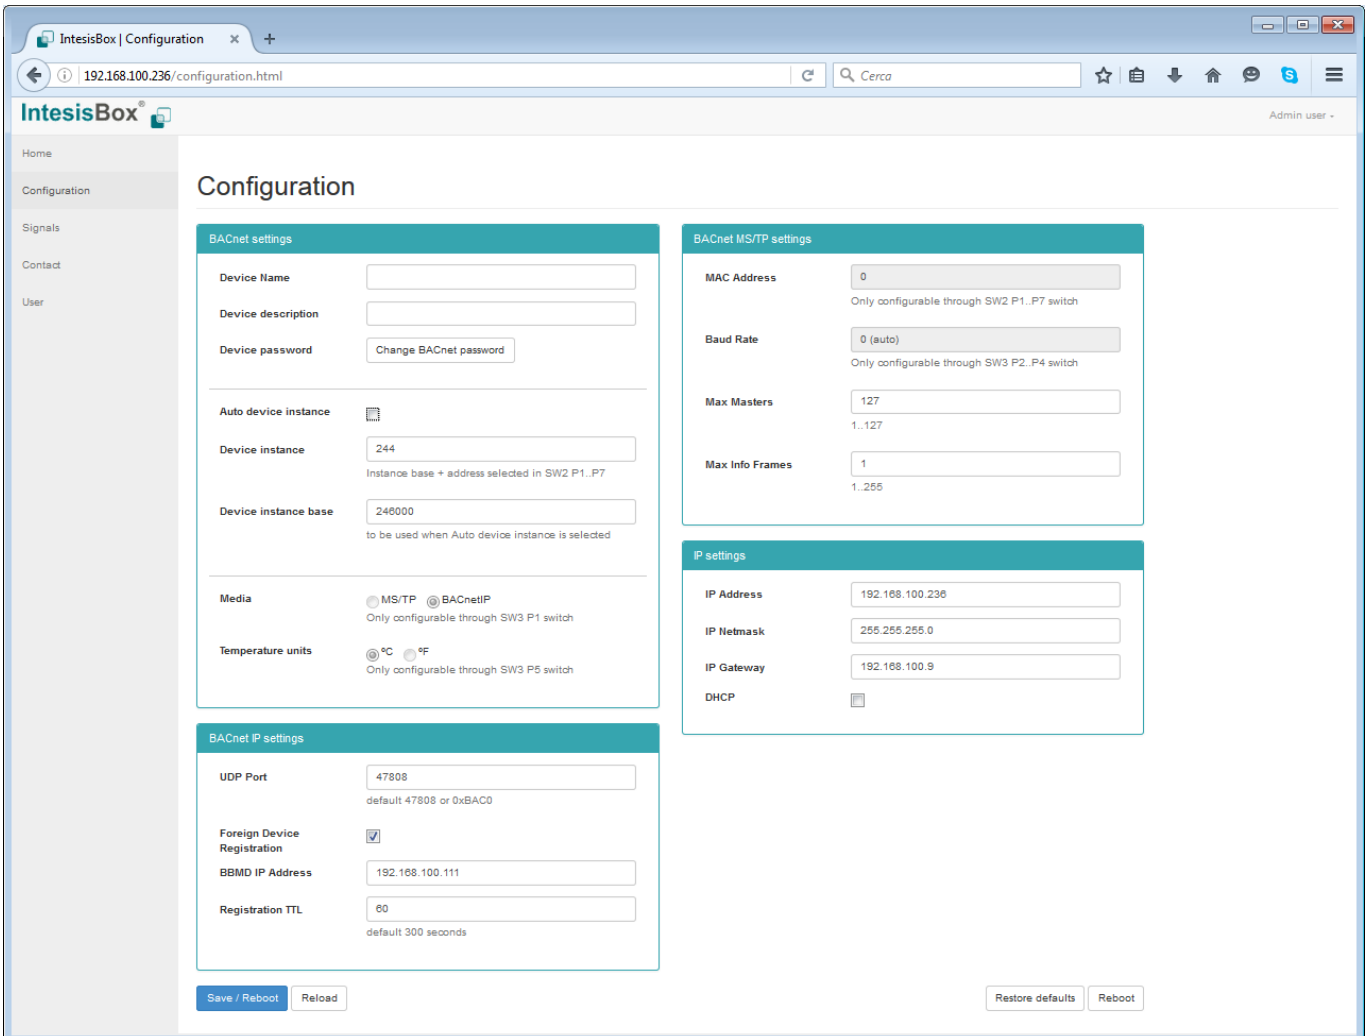 IntesisBox | Configuration
192.168.100.236/configuration.html
Cerca
IntesisBox®
Admin user
Home
Configuration
Signals
Contact
User
Configuration
BACnet settings
Device Name
Device description
Device password Change BACnet password
Auto device instance
Device instance 244
Instance base + address selected in SW2 P1..P7
Device instance base 246000
to be used when Auto device instance is selected
Media MS/TP BACnetIP
Only configurable through SW3 P1 switch
Temperature units ºC ºF
Only configurable through SW3 P5 switch
BACnet IP settings
UDP Port 47808
default 47808 or 0xBAC0
Foreign Device
Registration
BBMD IP Address 192.168.100.111
Registration TTL 60
default 300 seconds
BACnet MS/TP settings
MAC Address 0
Only configurable through SW2 P1..P7 switch
Baud Rate 0 (auto)
Only configurable through SW3 P2..P4 switch
Max Masters 127
1..127
Max Info Frames 1
1..255
IP settings
IP Address 192.168.100.236
IP Netmask 255.255.255.0
IP Gateway 192.168.100.9
DHCP
Save / Reboot Reload Restore defaults Reboot